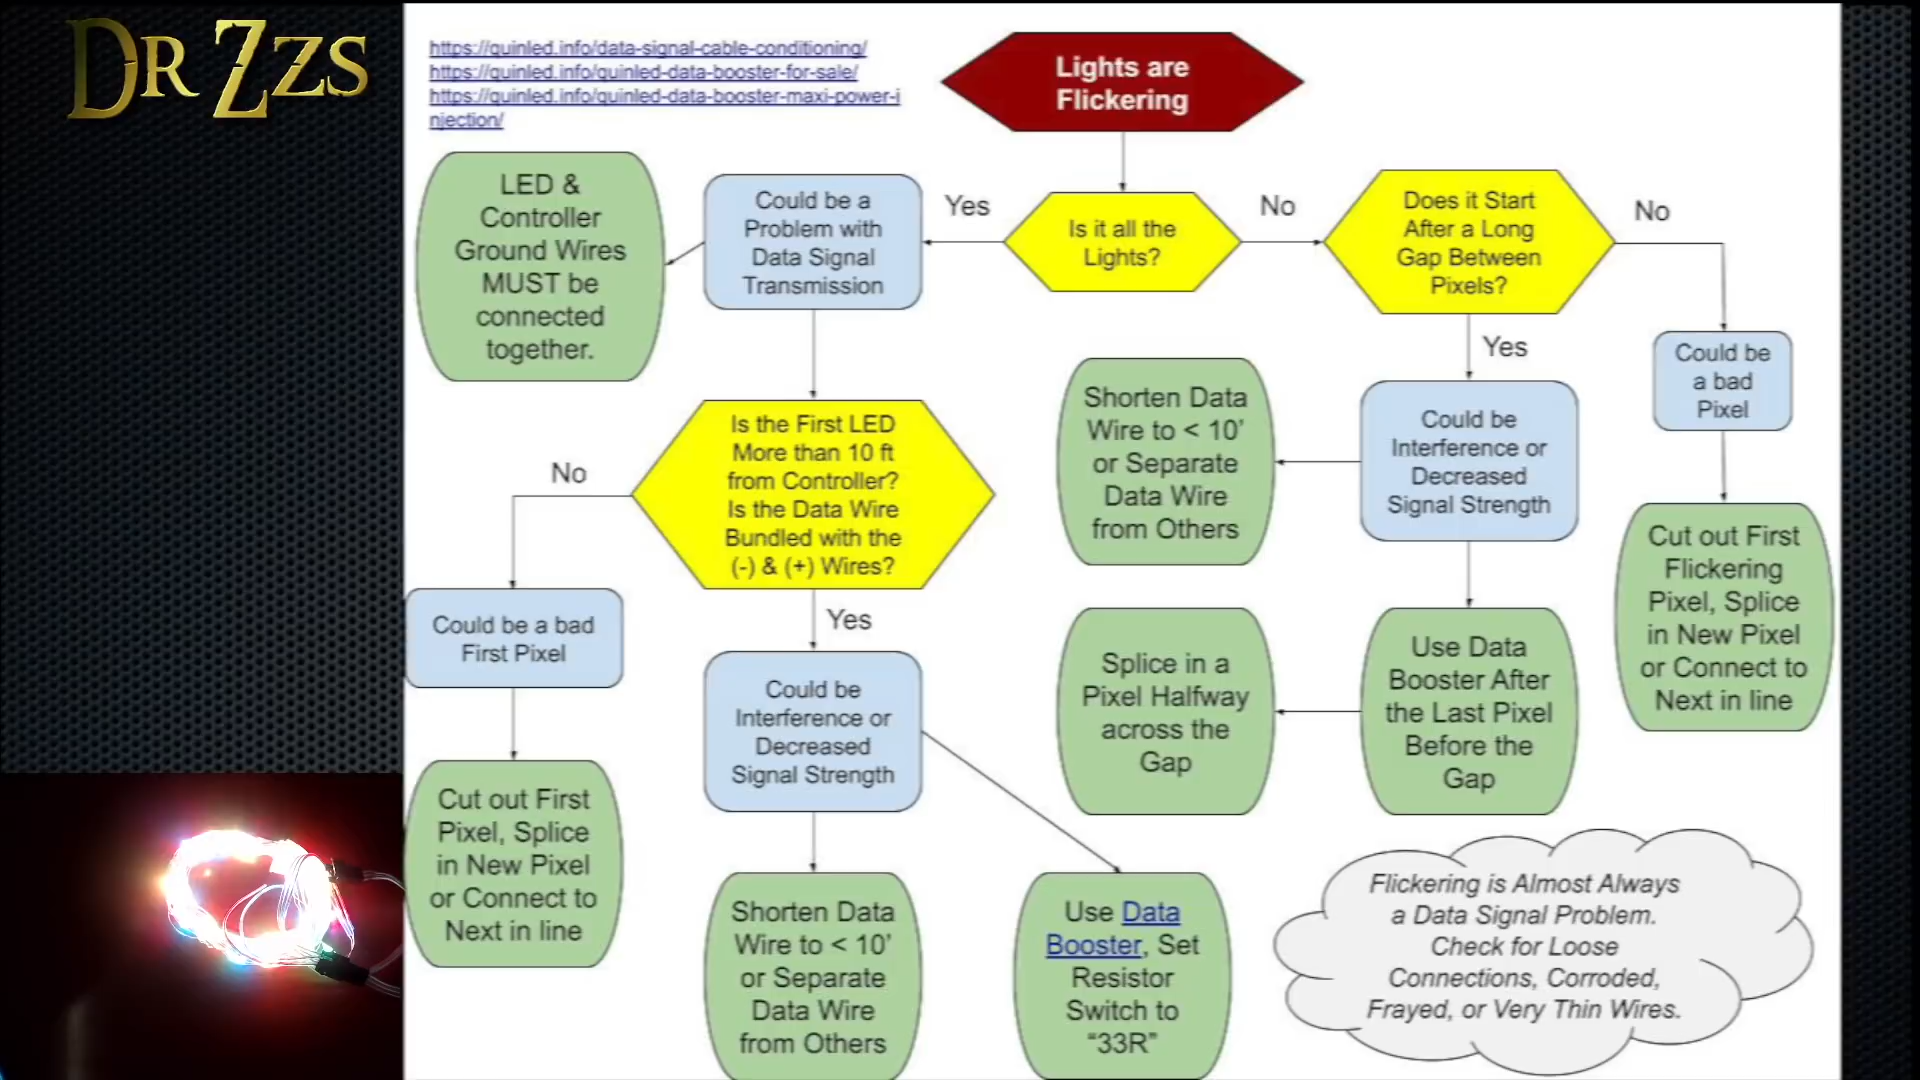 DR ZZS
https://quinled.info/data-signal-cable-conditioning/
https://quinled.info/quinled-data-booster-for-sale/
https://quinled.info/quinled-data-booster-maxi-power-i
njection/
Lights are
Flickering
Is it all the
Lights?
Yes
No
Could be a
Problem with
Data Signal
Transmission
LED &
Controller
Ground Wires
MUST be
connected
together.
Does it Start
After a Long
Gap Between
Pixels?
No
Yes
Could be
a bad
Pixel
Cut out First
Flickering
Pixel, Splice
in New Pixel
or Connect to
Next in line
Could be
Interference or
Decreased
Signal Strength
Shorten Data
Wire to < 10’
or Separate
Data Wire
from Others
Use Data
Booster After
the Last Pixel
Before the
Gap
Splice in a
Pixel Halfway
across the
Gap
Is the First LED
More than 10 ft
from Controller?
Is the Data Wire
Bundled with the
(-) & (+) Wires?
No
Yes
Could be a bad
First Pixel
Cut out First
Pixel, Splice
in New Pixel
or Connect to
Next in line
Could be
Interference or
Decreased
Signal Strength
Shorten Data
Wire to < 10’
or Separate
Data Wire
from Others
Use Data
Booster, Set
Resistor
Switch to
“33R”
Flickering is Almost Always
a Data Signal Problem.
Check for Loose
Connections, Corroded,
Frayed, or Very Thin Wires.